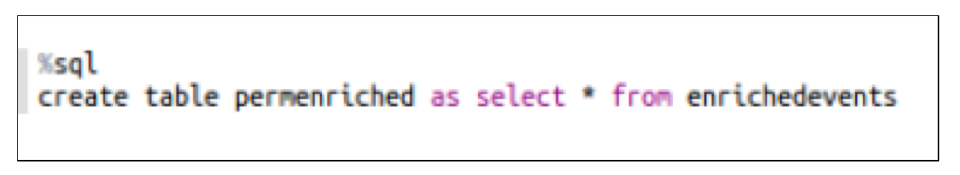 %sql
create table permenriched as select * from enrichedevents